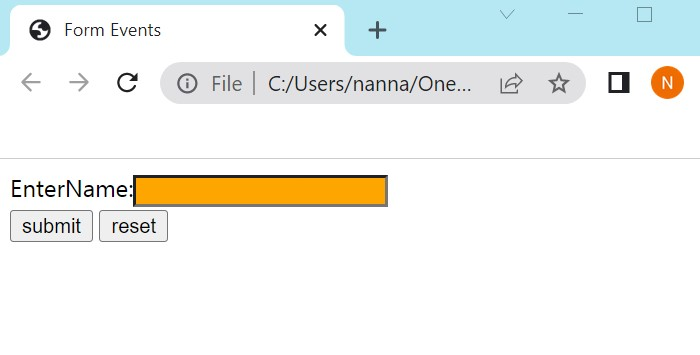 Form Events
File | C:/Users/nanna/One...
N
EnterName:
submit reset